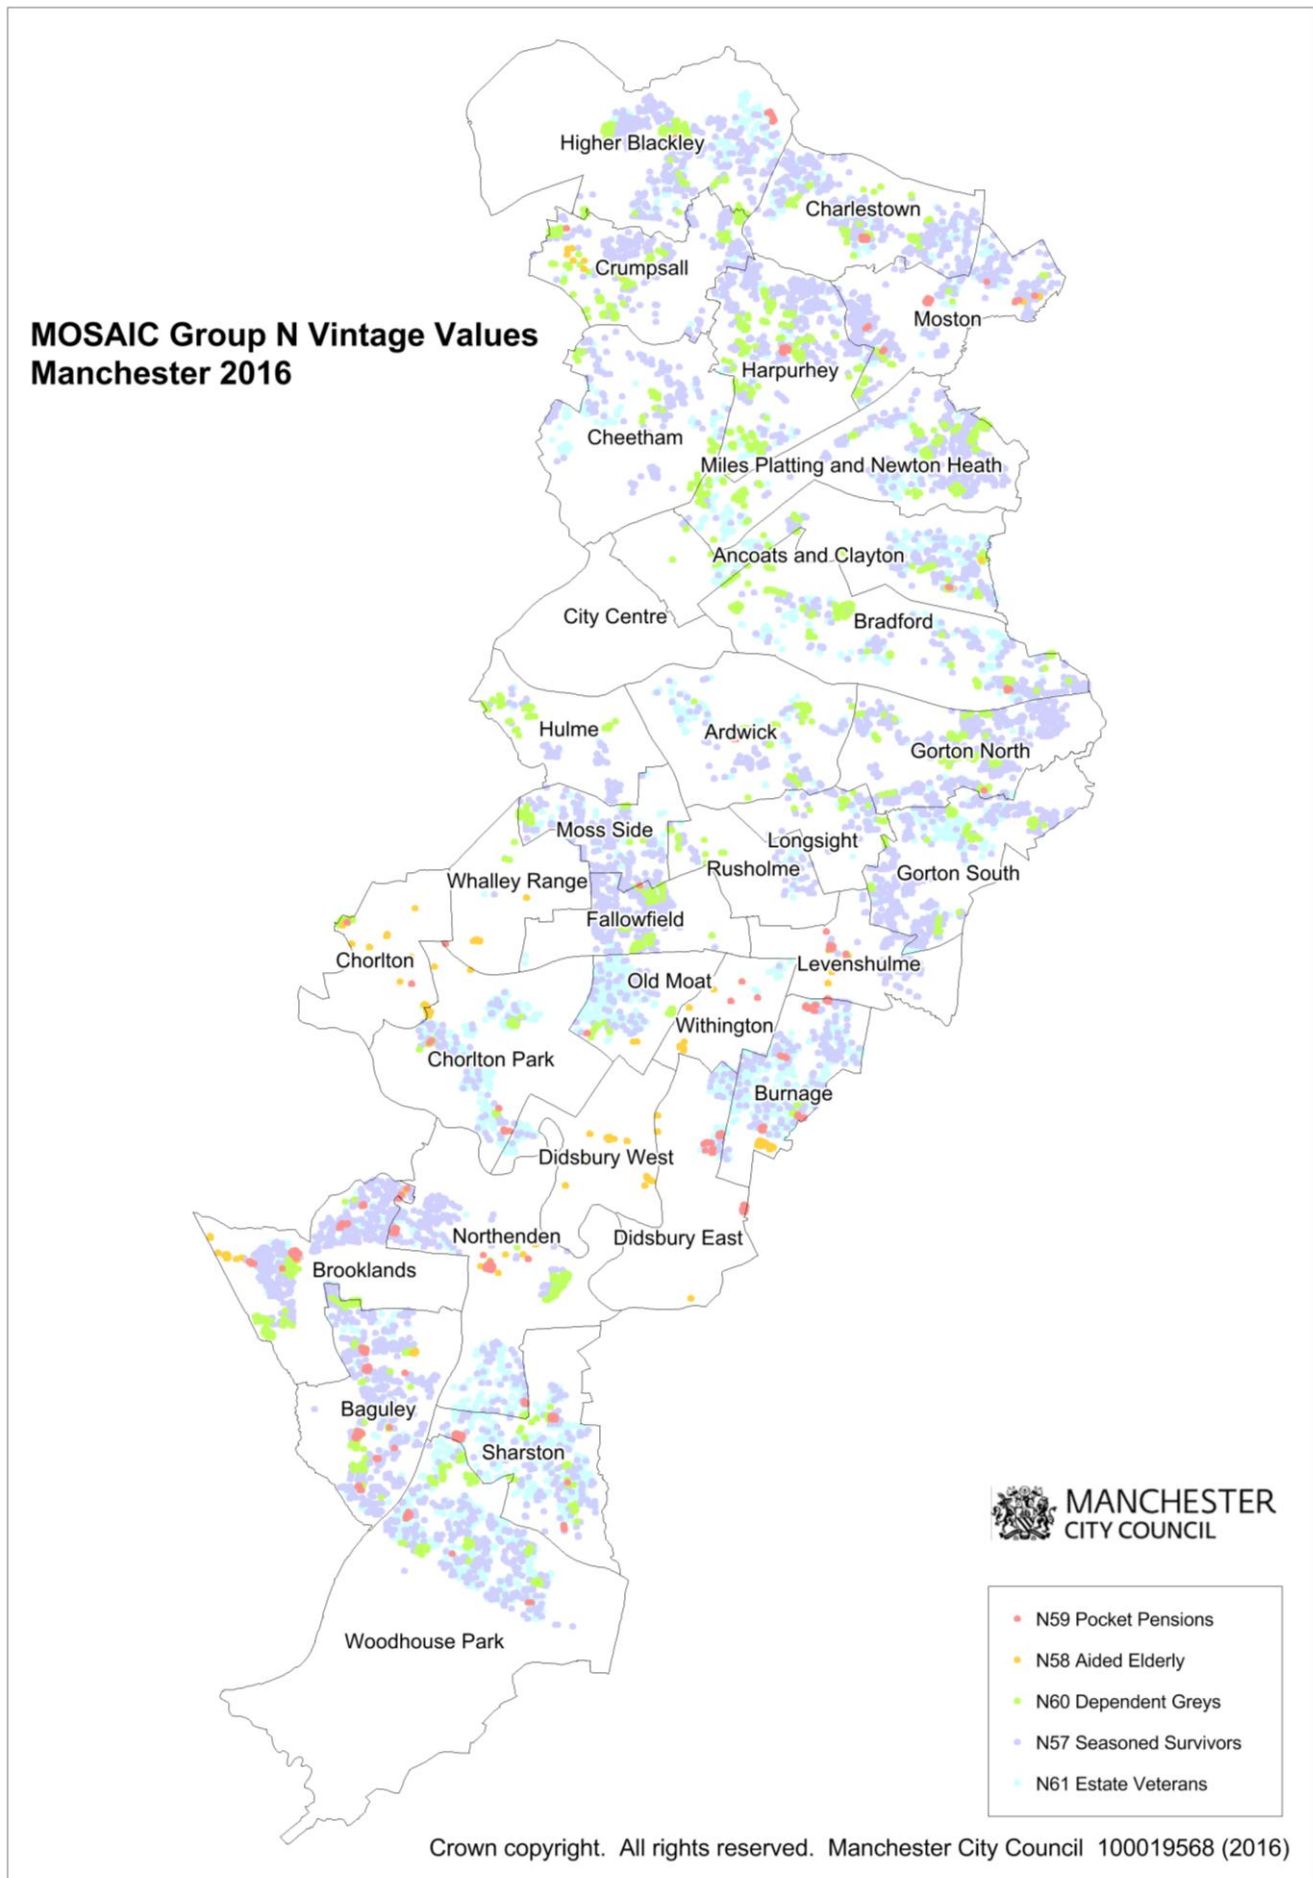 Higher Blackley
Charlestown
Crumpsall
MOSAIC Group N Vintage Values
Manchester 2016
Moston
Harpurhey
Cheetham
Miles Platting and Newton Heath
Ancoats and Clayton
City Centre
Bradford
Hulme
Ardwick
Gorton North
Moss Side
Longsight
Rusholme
Gorton South
Whalley Range
Fallowfield
Chorlton
Levenshulme
Old Moat
Withington
Chorlton Park
Burnage
Didsbury West
Northenden
Didsbury East
Brooklands
Baguley
Sharston
MANCHESTER
CITY COUNCIL
N59 Pocket Pensions
Woodhouse Park
N58 Aided Elderly
N60 Dependent Greys
N57 Seasoned Survivors
N61 Estate Veterans
Crown copyright. All rights reserved. Manchester City Council 100019568 (2016)